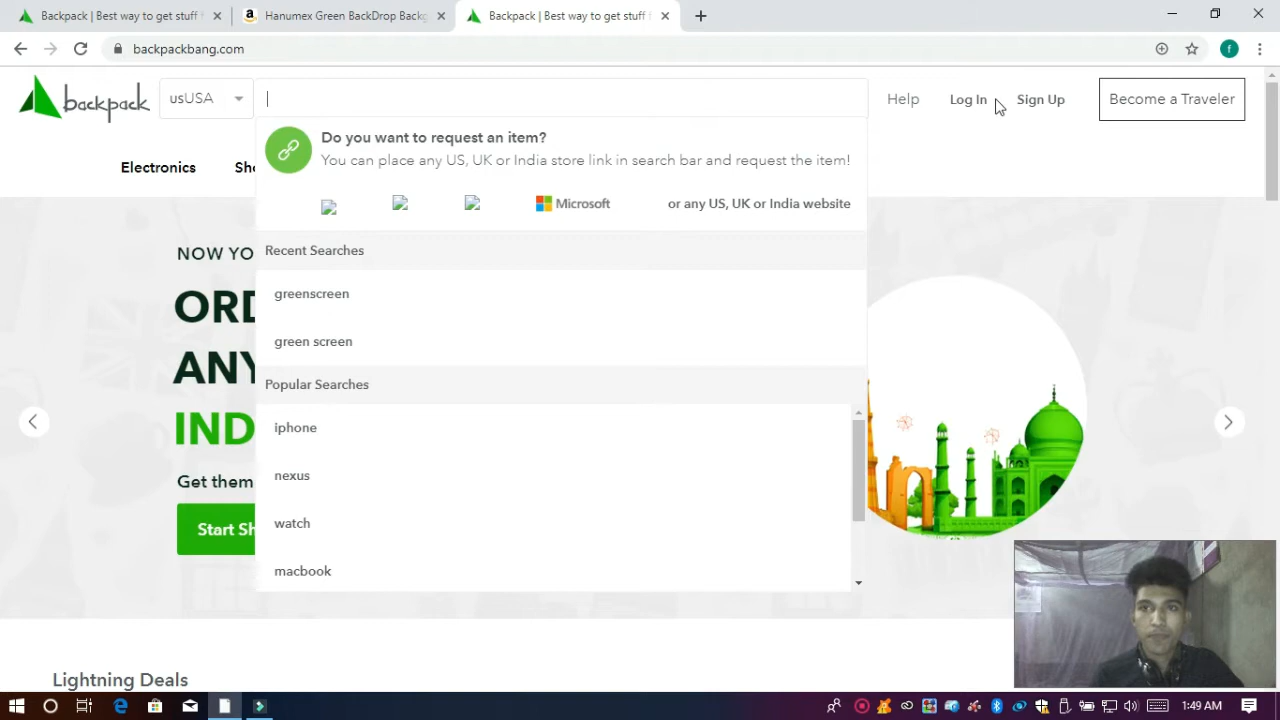 Backpack | Best way to get stuff f
Hanumex Green BackDrop Backg
Backpack | Best way to get stuff f
backpackbang.com
f
backpack
usUSA
Help
Log In
Sign Up
Become a Traveler
Do you want to request an item?
You can place any US, UK or India store link in search bar and request the item!
Electronics
Sho
Microsoft
or any US, UK or India website
Recent Searches
NOW YO
greenscreen
ORD
green screen
ANY
Popular Searches
IND
iphone
Get them
nexus
Start Sh
watch
macbook
Lightning Deals
1:49 AM